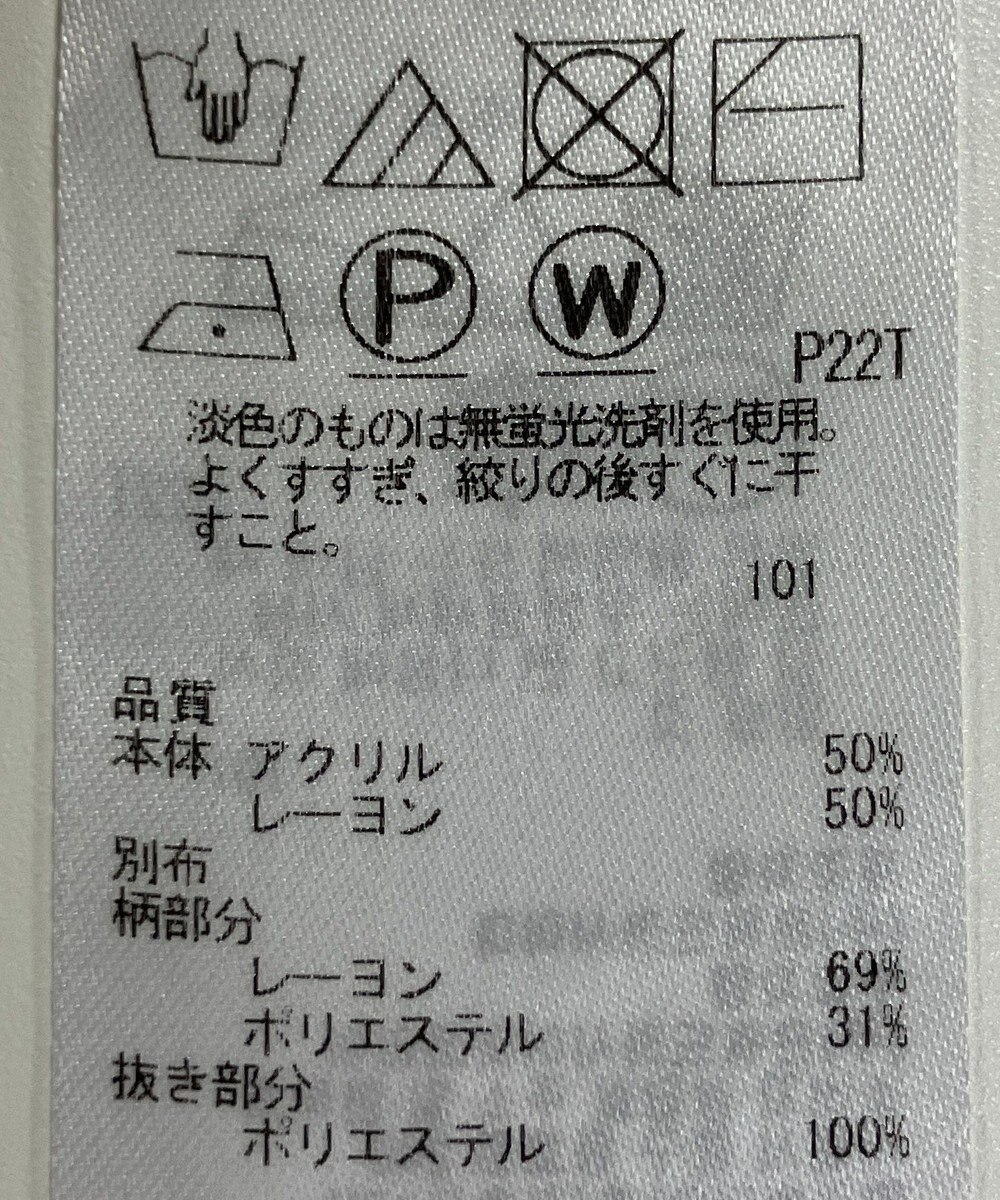 P W
P22T
淡色のものは無蛍光洗剤を使用。
よくすすぎ、絞りの後すぐに干
すこと。
101
品質
本体 アクリル 50%
レーヨン 50%
別布
柄部分
レーヨン 69%
ポリエステル 31%
抜き部分
ポリエステル 100%